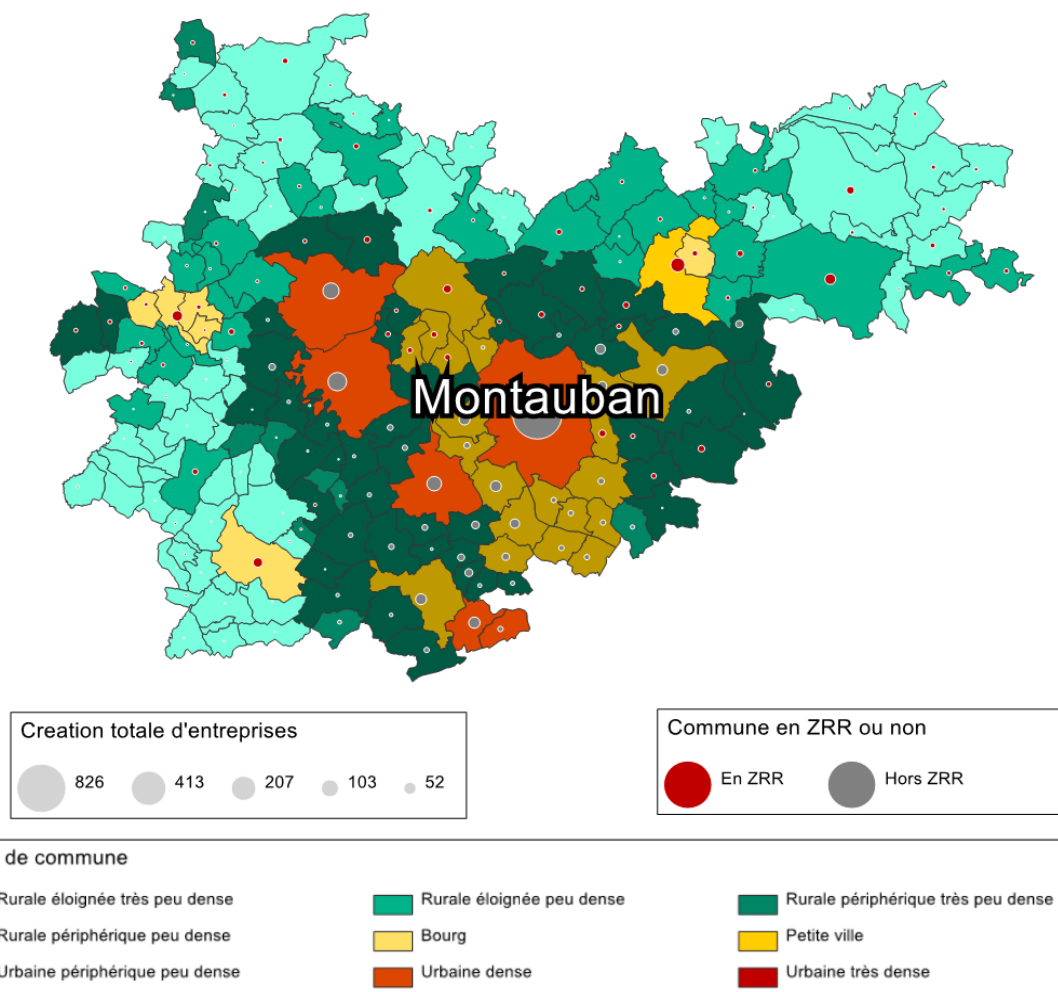 Montauban
Creation totale d'entreprises
826 413 207 103 52
Commune en ZRR ou non
En ZRR Hors ZRR
de commune
Rurale éloignée très peu dense Rurale éloignée peu dense Rurale périphérique très peu dense
Rurale périphérique peu dense Bourg Petite ville
Urbaine périphérique peu dense Urbaine dense Urbaine très dense